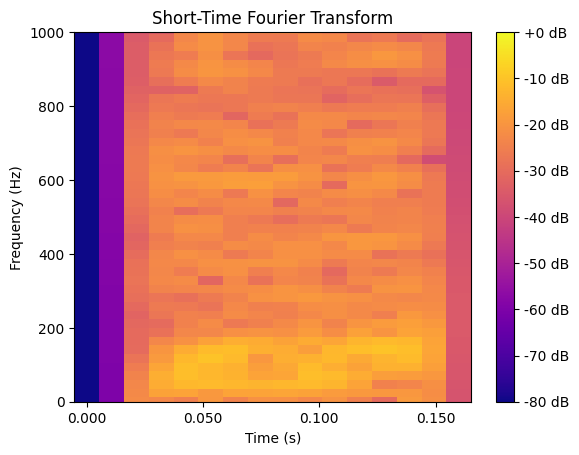 Short-Time Fourier Transform
1000
800
600
400
200
0
Frequency (Hz)
0.000
0.050
0.100
0.150
Time (s)
+0 dB
-10 dB
-20 dB
-30 dB
-40 dB
-50 dB
-60 dB
-70 dB
-80 dB